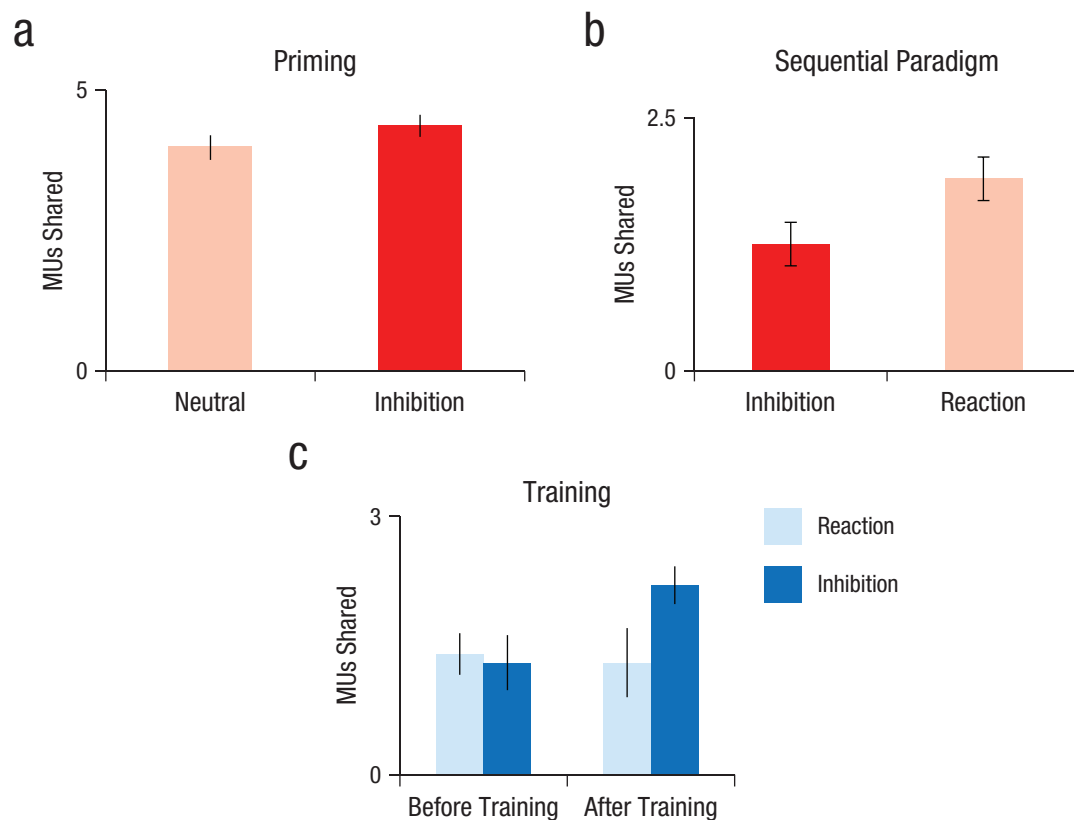 a
Priming
5
MUs Shared
0
Neutral
Inhibition
b
Sequential Paradigm
2.5
MUs Shared
0
Inhibition
Reaction
c
Training
3
MUs Shared
0
Before Training
After Training
Reaction
Inhibition